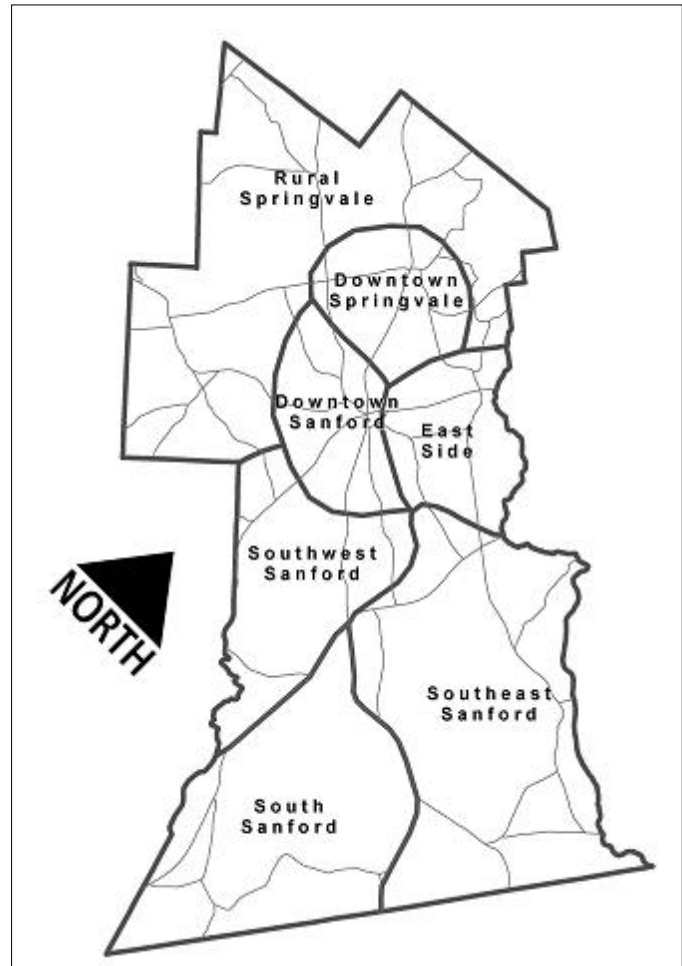 Rural
Springvale
Downtown
Springvale
Downtown
Sanford
East
Side
Southwest
Sanford
NORTH
Southeast
Sanford
South
Sanford